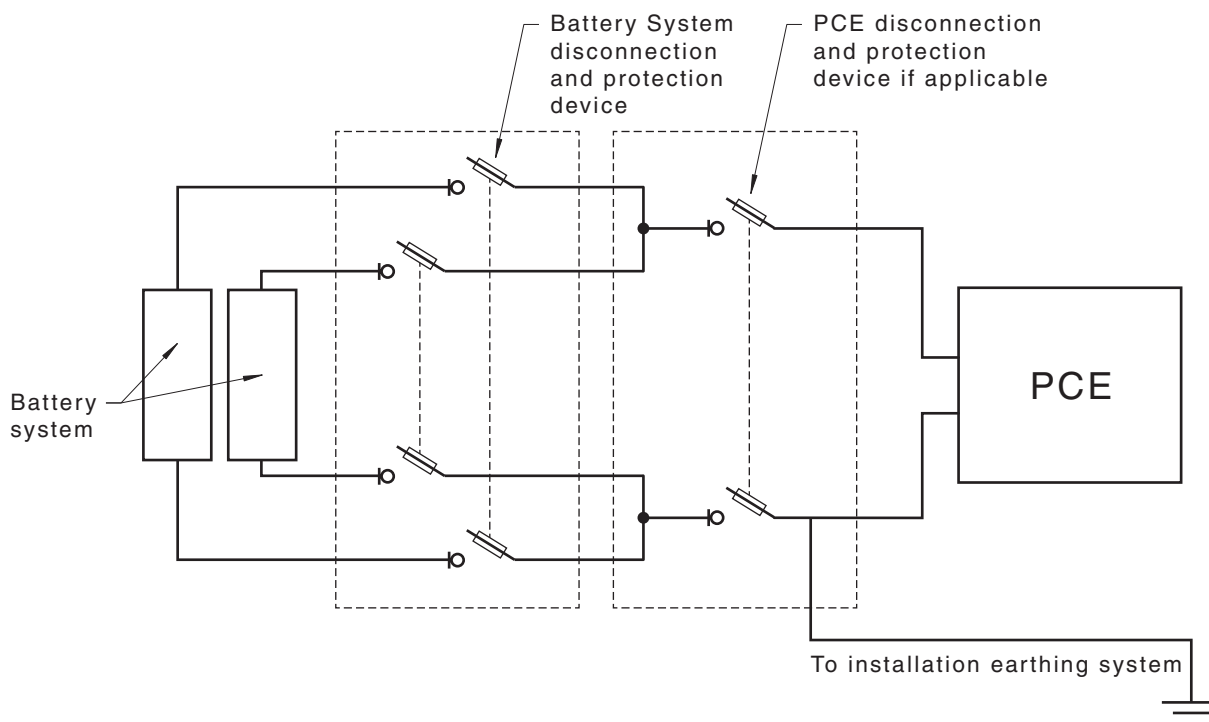 Battery System
disconnection
and protection
device
PCE disconnection
and protection
device if applicable
Battery
system
PCE
To installation earthing system